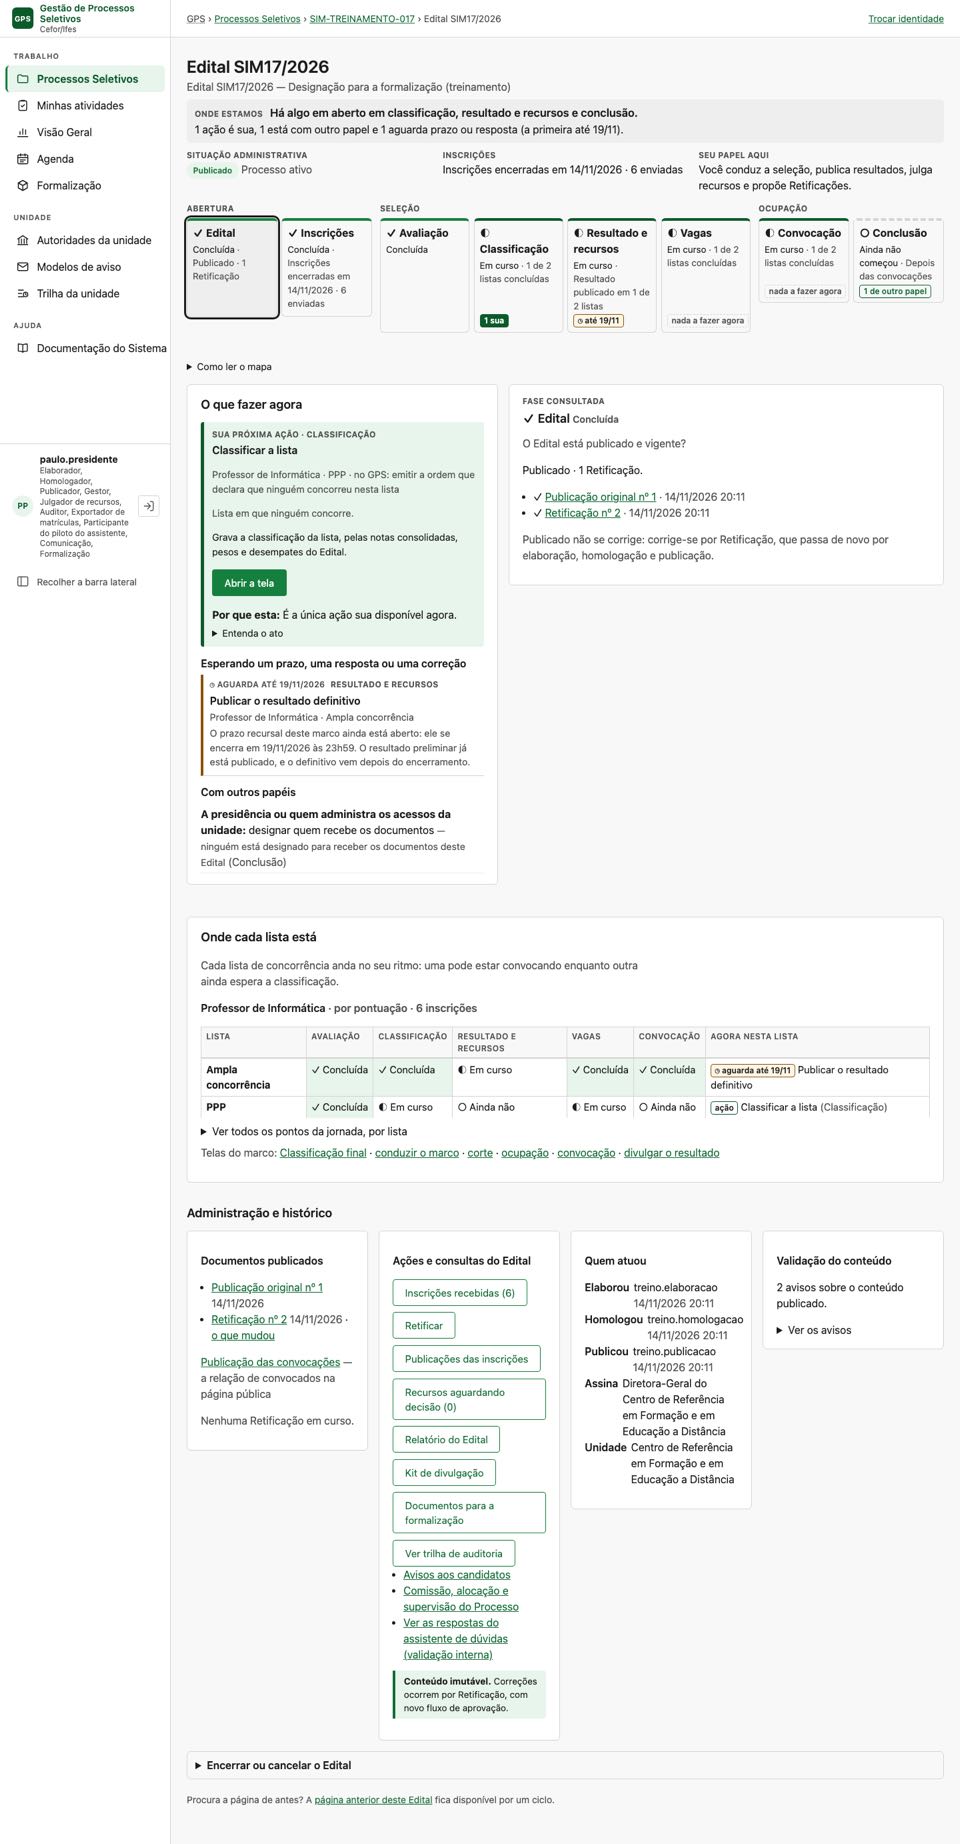 GPS
Gestão de Processos
Seletivos
Cefor/Ifes
GPS › Processos Seletivos › SIM-TREINAMENTO-017 › Edital SIM17/2026
Trocar identidade
TRABALHO
Processos Seletivos
Minhas atividades
Visão Geral
Agenda
Formalização
UNIDADE
Autoridades da unidade
Modelos de aviso
Trilha da unidade
AJUDA
Documentação do Sistema
PP
paulo.presidente
Elaborador,
Homologador,
Publicador, Gestor,
Julgador de recursos,
Auditor, Exportador de
matrículas, Participante
do piloto do assistente,
Comunicação,
Formalização
Recolher a barra lateral
Edital SIM17/2026
Edital SIM17/2026 — Designação para a formalização (treinamento)
ONDE ESTAMOS Há algo em aberto em classificação, resultado e recursos e conclusão.
1 ação é sua, 1 está com outro papel e 1 aguarda prazo ou resposta (a primeira até 19/11).
SITUAÇÃO ADMINISTRATIVA
Publicado Processo ativo
INSCRIÇÕES
Inscrições encerradas em 14/11/2026 · 6 enviadas
SEU PAPEL AQUI
Você conduz a seleção, publica resultados, julga
recursos e propõe Retificações.
ABERTURA
✓ Edital
Concluída ·
Publicado · 1
Retificação
✓ Inscrições
Concluída ·
Inscrições
encerradas em
14/11/2026 · 6
enviadas
SELEÇÃO
✓ Avaliação
Concluída
◐
Classificação
Em curso · 1 de 2
listas concluídas
1 sua
◐ Resultado e
recursos
Em curso ·
Resultado
publicado em 1 de
2 listas
◷ até 19/11
◐ Vagas
Em curso · 1 de 2
listas concluídas
nada a fazer agora
OCUPAÇÃO
◐ Convocação
Em curso · 1 de 2
listas concluídas
nada a fazer agora
○ Conclusão
Ainda não
começou · Depois
das convocações
1 de outro papel
▶ Como ler o mapa
O que fazer agora
SUA PRÓXIMA AÇÃO · CLASSIFICAÇÃO
Classificar a lista
Professor de Informática · PPP · no GPS: emitir a ordem que
declara que ninguém concorreu nesta lista
Lista em que ninguém concorre.
Grava a classificação da lista, pelas notas consolidadas,
pesos e desempates do Edital.
Abrir a tela
Por que esta: É a única ação sua disponível agora.
▶ Entenda o ato
Esperando um prazo, uma resposta ou uma correção
◷ AGUARDA ATÉ 19/11/2026 RESULTADO E RECURSOS
Publicar o resultado definitivo
Professor de Informática · Ampla concorrência
O prazo recursal deste marco ainda está aberto: ele se
encerra em 19/11/2026 às 23h59. O resultado preliminar já
está publicado, e o definitivo vem depois do encerramento.
Com outros papéis
A presidência ou quem administra os acessos da
unidade: designar quem recebe os documentos —
ninguém está designado para receber os documentos deste
Edital (Conclusão)
FASE CONSULTADA
✓ Edital Concluída
O Edital está publicado e vigente?
Publicado · 1 Retificação.
• ✓ Publicação original nº 1 · 14/11/2026 20:11
• ✓ Retificação nº 2 · 14/11/2026 20:11
Publicado não se corrige: corrige-se por Retificação, que passa de novo por
elaboração, homologação e publicação.
Onde cada lista está
Cada lista de concorrência anda no seu ritmo: uma pode estar convocando enquanto outra
ainda espera a classificação.
Professor de Informática · por pontuação · 6 inscrições
LISTA AVALIAÇÃO CLASSIFICAÇÃO RESULTADO E RECURSOS VAGAS CONVOCAÇÃO AGORA NESTA LISTA
Ampla concorrência ✓ Concluída ✓ Concluída ◐ Em curso ✓ Concluída ✓ Concluída ◷ aguarda até 19/11 Publicar o resultado definitivo
PPP ✓ Concluída ◐ Em curso ○ Ainda não ◐ Em curso ○ Ainda não ação Classificar a lista (Classificação)
▶ Ver todos os pontos da jornada, por lista
Telas do marco: Classificação final · conduzir o marco · corte · ocupação · convocação · divulgar o resultado
Administração e histórico
Documentos publicados
• Publicação original nº 1
14/11/2026
• Retificação nº 2 14/11/2026 ·
o que mudou
Publicação das convocações —
a relação de convocados na
página pública
Nenhuma Retificação em curso.
Ações e consultas do Edital
Inscrições recebidas (6)
Retificar
Publicações das inscrições
Recursos aguardando
decisão (0)
Relatório do Edital
Kit de divulgação
Documentos para a
formalização
Ver trilha de auditoria
• Avisos aos candidatos
• Comissão, alocação e
supervisão do Processo
• Ver as respostas do
assistente de dúvidas
(validação interna)
Conteúdo imutável. Correções
ocorrem por Retificação, com
novo fluxo de aprovação.
Quem atuou
Elaborou treino.elaboracao
14/11/2026 20:11
Homologou treino.homologacao
14/11/2026 20:11
Publicou treino.publicacao
14/11/2026 20:11
Assina Diretora-Geral do
Centro de Referência
em Formação e em
Educação a Distância
Unidade Centro de Referência
em Formação e em
Educação a Distância
Validação do conteúdo
2 avisos sobre o conteúdo
publicado.
▶ Ver os avisos
▶ Encerrar ou cancelar o Edital
Procura a página de antes? A página anterior deste Edital fica disponível por um ciclo.